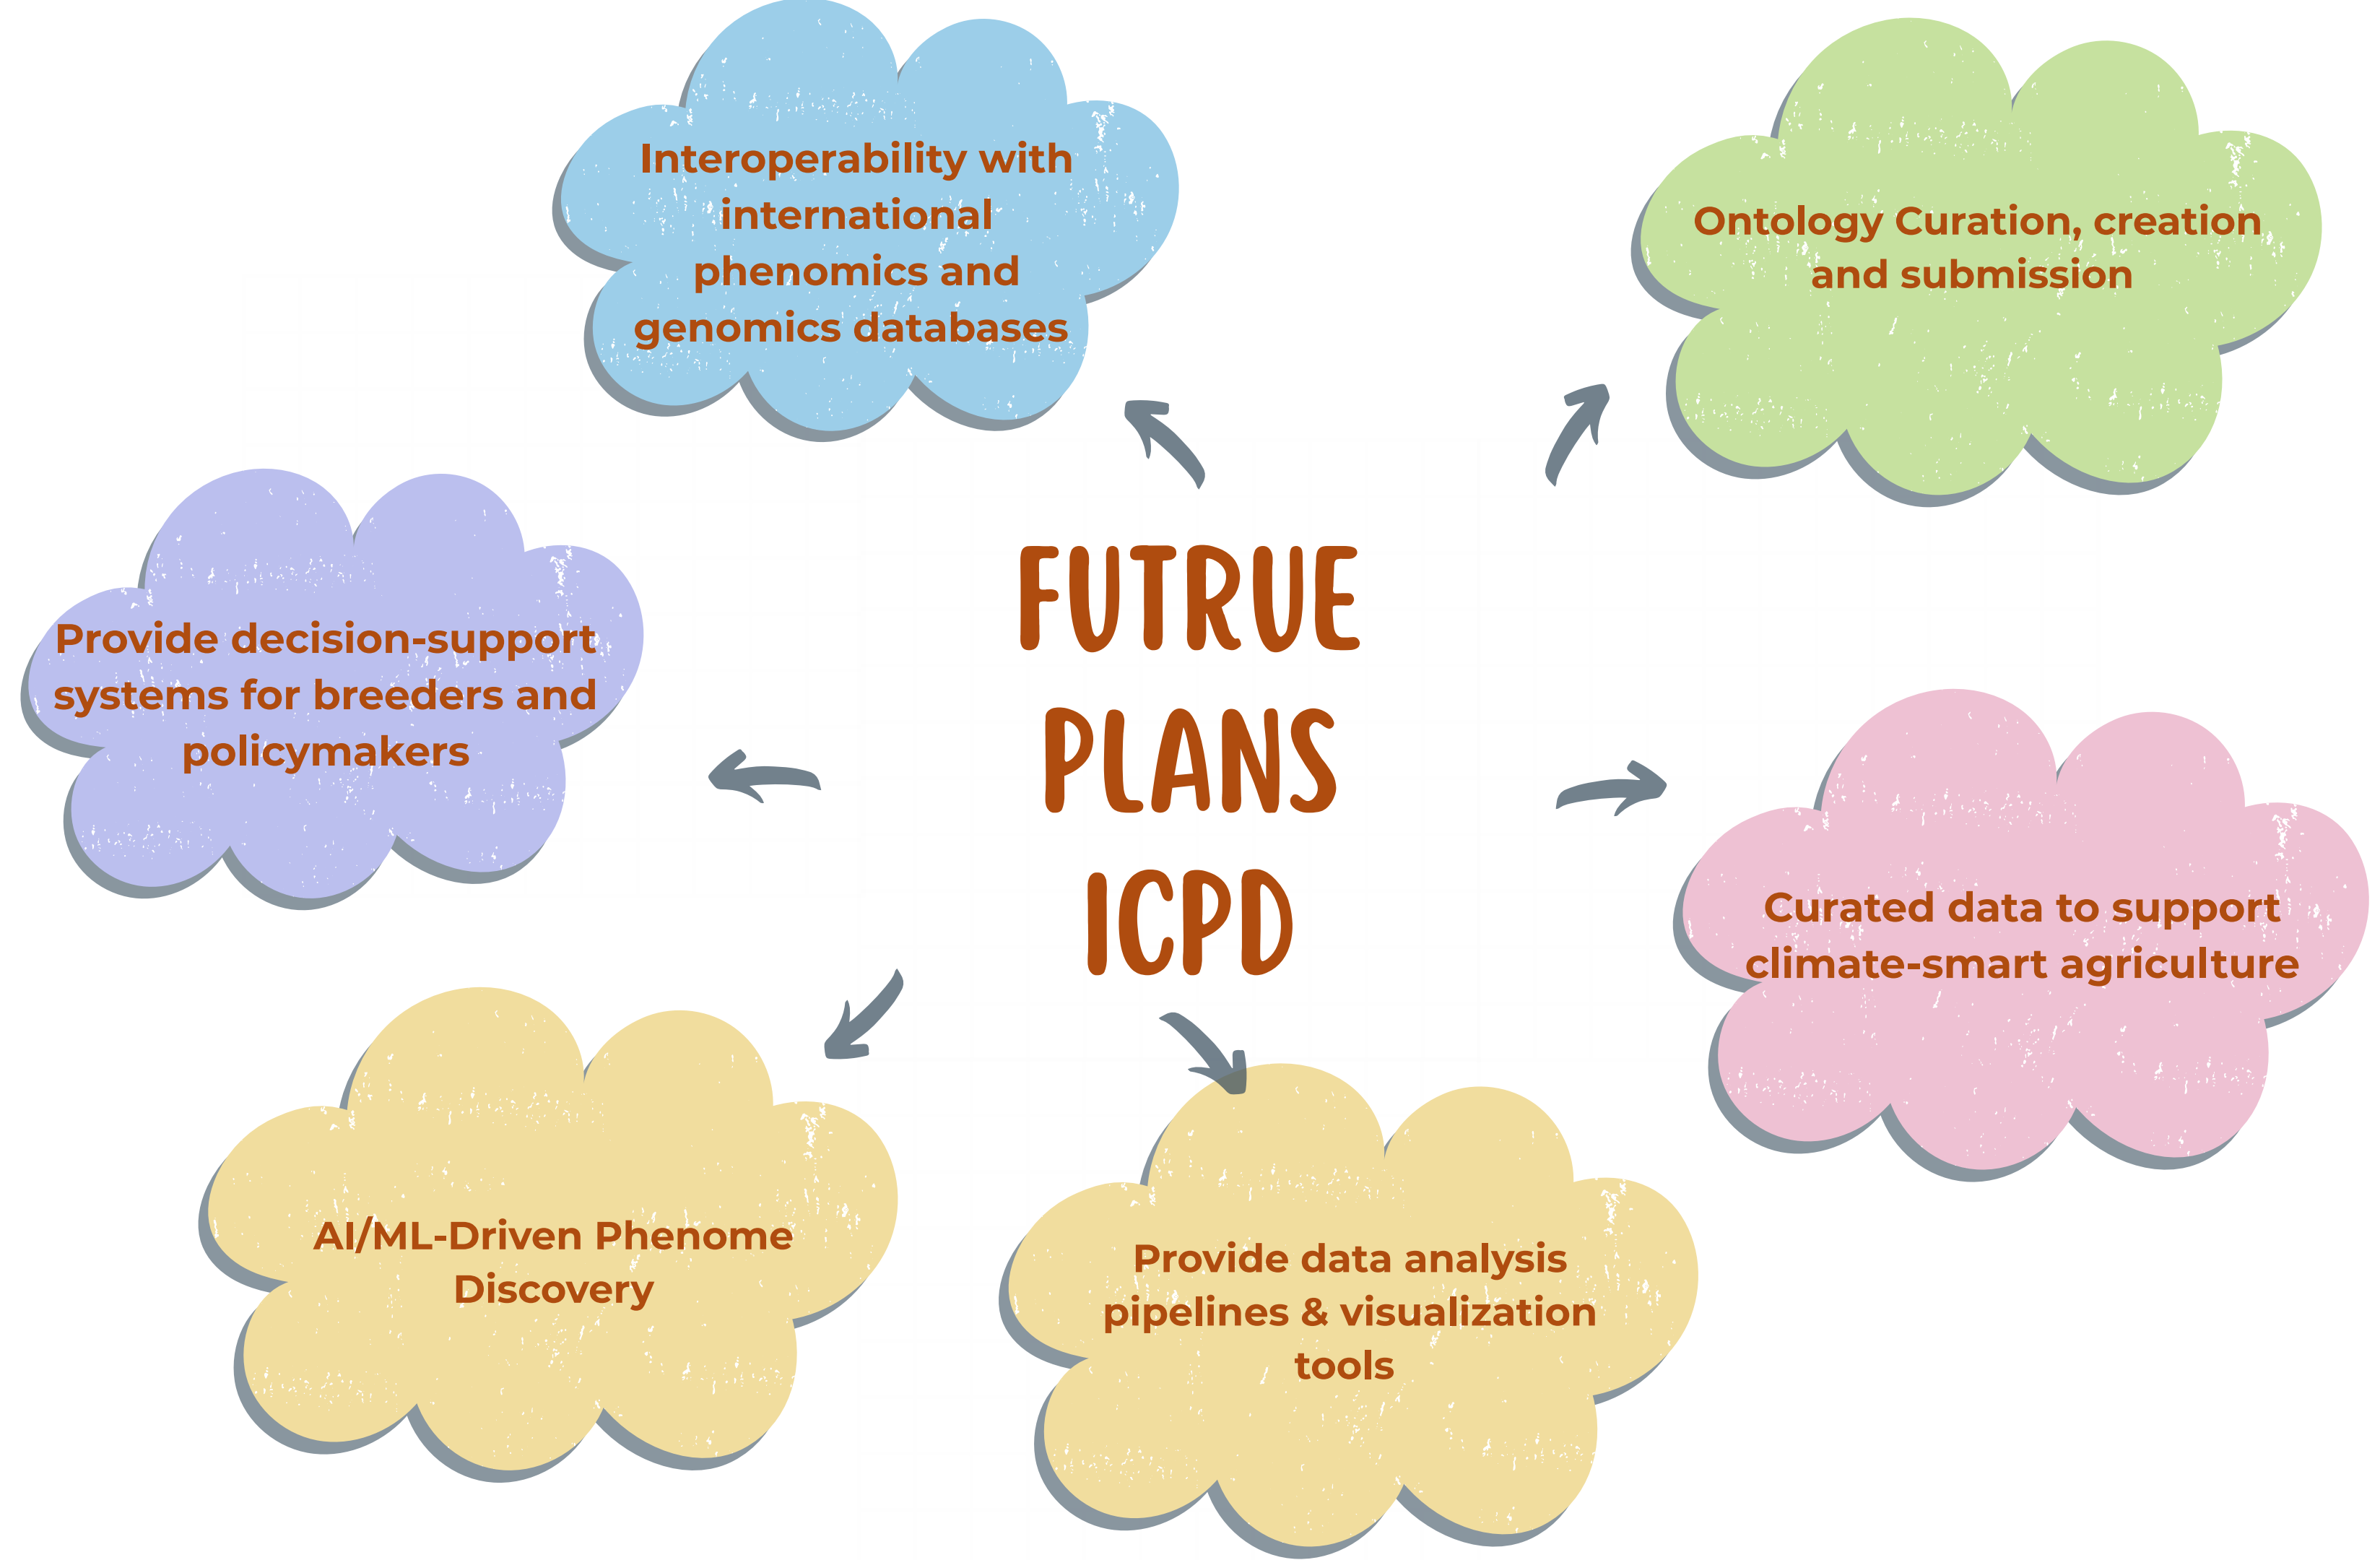 Interoperability with
international
phenomics and
genomics databases
Ontology Curation, creation
and submission
Provide decision-support
systems for breeders and
policymakers
FUTRUE
PLANS
ICPD
Curated data to support
climate-smart agriculture
AI/ML-Driven Phenome
Discovery
Provide data analysis
pipelines & visualization
tools